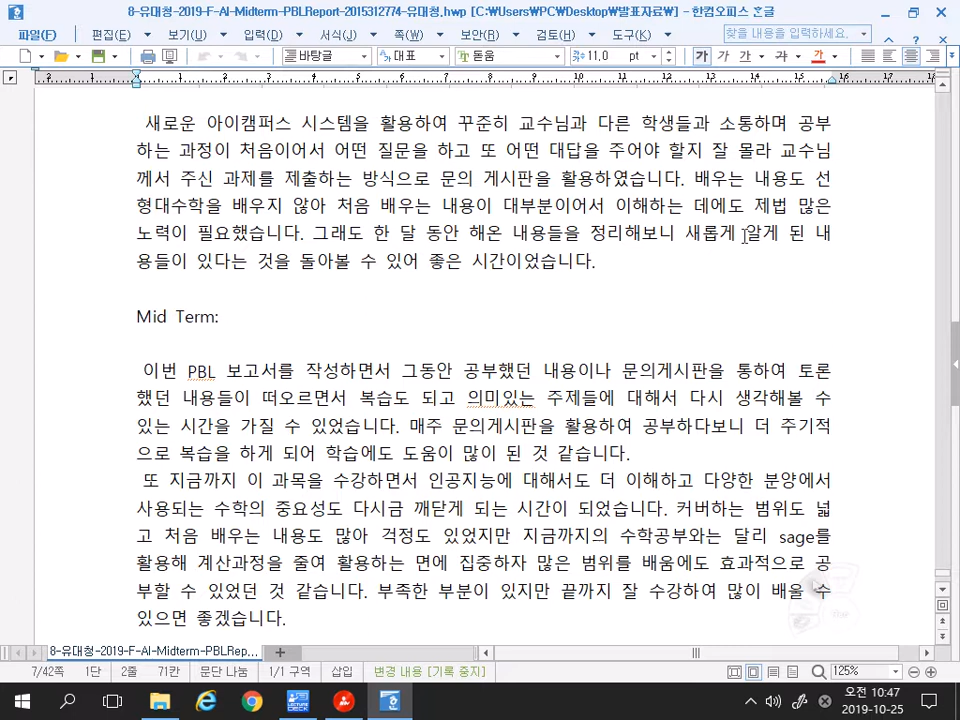 8-유대청-2019-F-AI-Midterm-PBLReport-2015312774-유대청.hwp [C:₩Users₩PC₩Desktop₩발표자료₩] - 한컴오피스 한글
파일(F) 편집(E) 보기(U) 입력(D) 서식(J) 쪽(W) 보안(R) 검토(H) 도구(K) 찾을 내용을 입력하세요.
바탕글 대표 돋움 11.0 pt 가 가 가 가 가
2 1 1 2 3 4 5 6 7 8 9 10 11 12 13 14 15 16 17 18
새로운 아이캠퍼스 시스템을 활용하여 꾸준히 교수님과 다른 학생들과 소통하며 공부
하는 과정이 처음이어서 어떤 질문을 하고 또 어떤 대답을 주어야 할지 잘 몰라 교수님
께서 주신 과제를 제출하는 방식으로 문의 게시판을 활용하였습니다. 배우는 내용도 선
형대수학을 배우지 않아 처음 배우는 내용이 대부분이어서 이해하는 데에도 제법 많은
노력이 필요했습니다. 그래도 한 달 동안 해온 내용들을 정리해보니 새롭게 알게 된 내
용들이 있다는 것을 돌아볼 수 있어 좋은 시간이었습니다.
Mid Term:
이번 PBL 보고서를 작성하면서 그동안 공부했던 내용이나 문의게시판을 통하여 토론
했던 내용들이 떠오르면서 복습도 되고 의미있는 주제들에 대해서 다시 생각해볼 수
있는 시간을 가질 수 있었습니다. 매주 문의게시판을 활용하여 공부하다보니 더 주기적
으로 복습을 하게 되어 학습에도 도움이 많이 된 것 같습니다.
또 지금까지 이 과목을 수강하면서 인공지능에 대해서도 더 이해하고 다양한 분양에서
사용되는 수학의 중요성도 다시금 깨닫게 되는 시간이 되었습니다. 커버하는 범위도 넓
고 처음 배우는 내용도 많아 걱정도 있었지만 지금까지의 수학공부와는 달리 sage를
활용해 계산과정을 줄여 활용하는 면에 집중하자 많은 범위를 배움에도 효과적으로 공
부할 수 있었던 것 같습니다. 부족한 부분이 있지만 끝까지 잘 수강하여 많이 배울 수
있으면 좋겠습니다.
8-유대청-2019-F-AI-Midterm-PBLRep...
7/42쪽 1단 2줄 71칸 문단 나눔 1/1 구역 삽입 변경 내용 [기록 중지] 125%
오전 10:47
2019-10-25